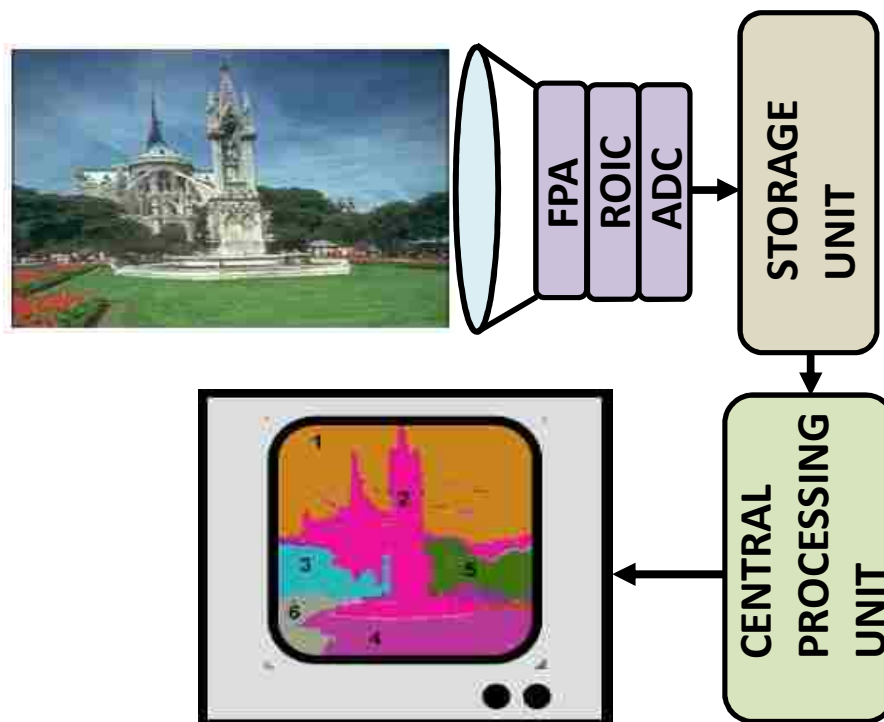 FPA
ROIC
ADC
STORAGE
UNIT
CENTRAL
PROCESSING
UNIT
1
2
3
5
6
4